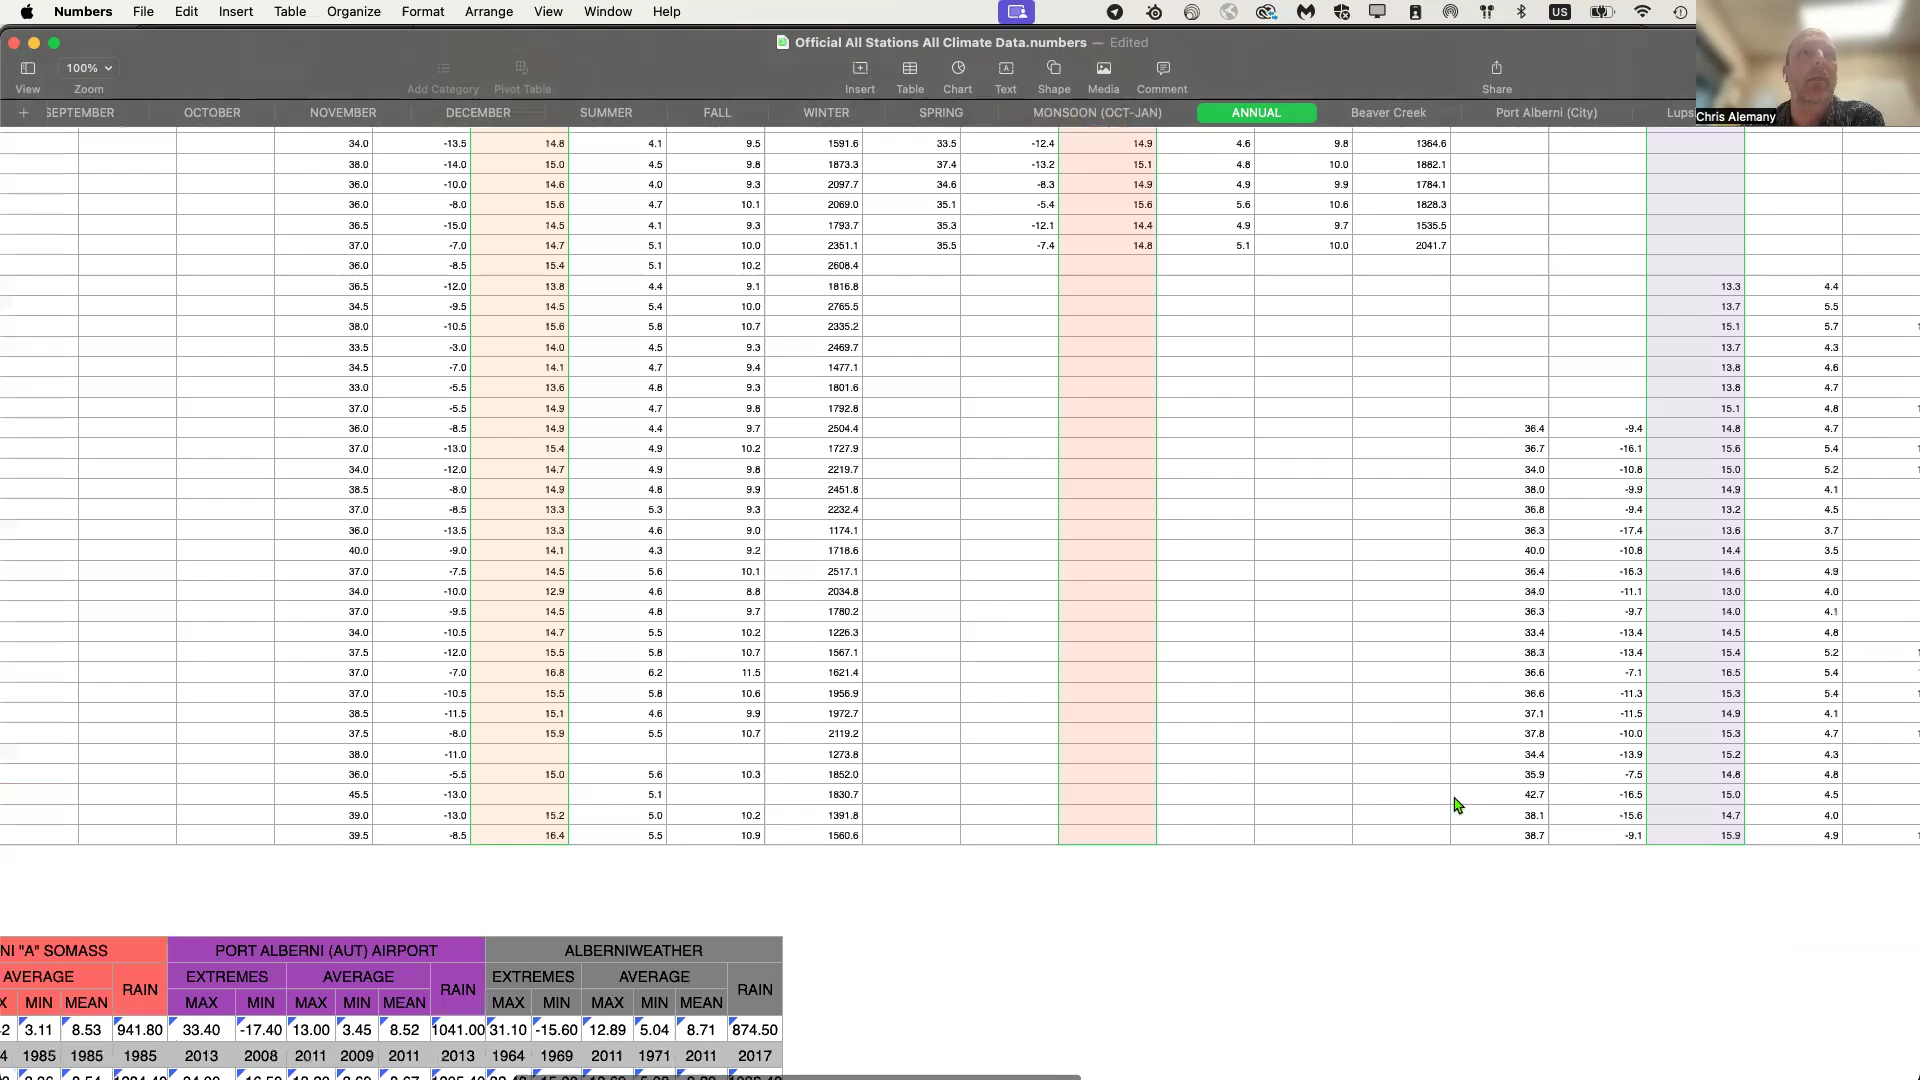 Numbers File Edit Insert Table Organize Format Arrange View Window Help US
Official All Stations All Climate Data.numbers — Edited
100%
View Zoom Add Category Pivot Table Insert Table Chart Text Shape Media Comment Share
SEPTEMBER OCTOBER NOVEMBER DECEMBER SUMMER FALL WINTER SPRING MONSOON (OCT-JAN) ANNUAL Beaver Creek Port Alberni (City) Lups
Chris Alemany
34.0 -13.5 14.8 4.1 9.5 1591.6 33.5 -12.4 14.9 4.6 9.8 1364.6
38.0 -14.0 15.0 4.5 9.8 1873.3 37.4 -13.2 15.1 4.8 10.0 1882.1
36.0 -10.0 14.6 4.0 9.3 2097.7 34.6 -8.3 14.9 4.9 9.9 1784.1
36.0 -8.0 15.6 4.7 10.1 2069.0 35.1 -5.4 15.6 5.6 10.6 1828.3
36.5 -15.0 14.5 4.1 9.3 1793.7 35.3 -12.1 14.4 4.9 9.7 1535.5
37.0 -7.0 14.7 5.1 10.0 2351.1 35.5 -7.4 14.8 5.1 10.0 2041.7
36.0 -8.5 15.4 5.1 10.2 2608.4
36.5 -12.0 13.8 4.4 9.1 1816.8 13.3 4.4
34.5 -9.5 14.5 5.4 10.0 2765.5 13.7 5.5
38.0 -10.5 15.6 5.8 10.7 2335.2 15.1 5.7 1
33.5 -3.0 14.0 4.5 9.3 2469.7 13.7 4.3
34.5 -7.0 14.1 4.7 9.4 1477.1 13.8 4.6
33.0 -5.5 13.6 4.8 9.3 1801.6 13.8 4.7
37.0 -5.5 14.9 4.7 9.8 1792.8 15.1 4.8 1
36.0 -8.5 14.9 4.4 9.7 2504.4 36.4 -9.4 14.8 4.7
37.0 -13.0 15.4 4.9 10.2 1727.9 36.7 -16.1 15.6 5.4 1
34.0 -12.0 14.7 4.9 9.8 2219.7 34.0 -10.8 15.0 5.2 1
38.5 -8.0 14.9 4.8 9.9 2451.8 38.0 -9.9 14.9 4.1
37.0 -8.5 13.3 5.3 9.3 2232.4 36.8 -9.4 13.2 4.5
36.0 -13.5 13.3 4.6 9.0 1174.1 36.3 -17.4 13.6 3.7
40.0 -9.0 14.1 4.3 9.2 1718.6 40.0 -10.8 14.4 3.5
37.0 -7.5 14.5 5.6 10.1 2517.1 36.4 -16.3 14.6 4.9
34.0 -10.0 12.9 4.6 8.8 2034.8 34.9 -11.1 13.0 4.0
37.0 -9.5 14.5 4.8 9.7 1780.2 36.3 -9.7 14.0 4.1
34.0 -10.5 14.7 5.5 10.2 1226.3 33.4 -13.4 14.5 4.8
37.5 -12.0 15.5 5.8 10.7 1567.1 38.3 -13.4 15.4 5.2 1
37.0 -7.0 16.8 6.2 11.5 1621.4 36.6 -7.1 16.5 5.4 1
37.0 -10.5 15.5 5.8 10.6 1956.9 36.6 -11.3 15.3 5.4 1
38.5 -11.5 15.1 4.6 9.9 1972.7 37.1 -11.5 14.9 4.1
37.5 -8.0 15.9 5.5 10.7 2119.2 37.8 -10.0 15.3 4.7 1
38.0 -11.0 1273.8 34.4 -13.9 15.2 4.3
36.0 -5.5 15.0 5.6 10.3 1852.0 35.9 -7.5 14.8 4.8
45.5 -13.0 5.1 1830.7 42.7 -16.5 15.0 4.5
39.0 -13.0 15.2 5.0 10.2 1391.8 38.1 -15.6 14.7 4.0
39.5 -8.5 16.4 5.5 10.9 1560.6 38.7 -9.1 15.9 4.9 1
NI "A" SOMASS PORT ALBERNI (AUT) AIRPORT ALBERNIWEATHER
AVERAGE RAIN EXTREMES AVERAGE RAIN EXTREMES AVERAGE RAIN
X MIN MEAN MAX MIN MAX MIN MEAN MAX MIN MAX MIN MEAN
2 3.11 8.53 941.80 33.40 -17.40 13.00 3.45 8.52 1041.00 31.10 -15.60 12.89 5.04 8.71 874.50
4 1985 1985 1985 2013 2008 2011 2009 2011 2013 1964 1969 2011 1971 2011 2017